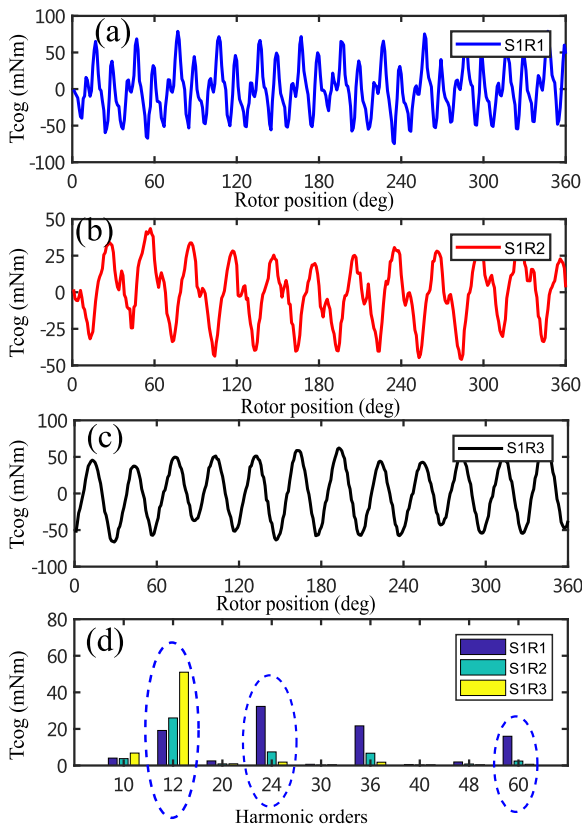 (a)
S1R1
Tcog (mNm)
100
50
0
-50
-100
0 60 120 180 240 300 360
Rotor position (deg)
(b)
S1R2
Tcog (mNm)
50
25
0
-25
-50
0 60 120 180 240 300 360
Rotor position (deg)
(c)
S1R3
Tcog (mNm)
100
50
0
-50
-100
0 60 120 180 240 300 360
Rotor position (deg)
(d)
S1R1
S1R2
S1R3
Tcog (mNm)
80
60
40
20
0
10 12 20 24 30 36 40 48 60
Harmonic orders